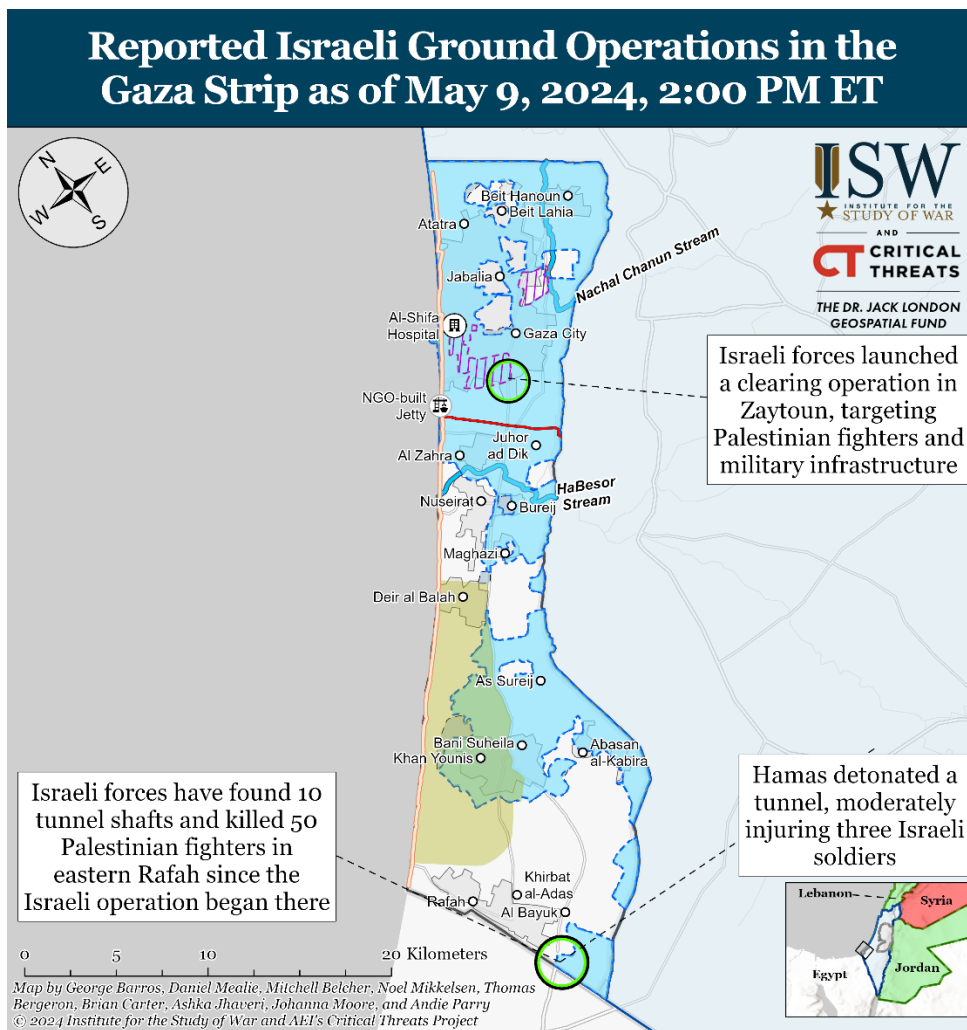 Reported Israeli Ground Operations in the
Gaza Strip as of May 9, 2024, 2:00 PM ET
N
E
W
S
ISW
INSTITUTE FOR THE
STUDY OF WAR
AND
CT CRITICAL
THREATS
THE DR. JACK LONDON
GEOSPATIAL FUND
Beit Hanoun
Beit Lahia
Atatra
Nachal Chanun Stream
Jabalia
Al-Shifa
Hospital
Gaza City
Israeli forces launched
a clearing operation in
Zaytoun, targeting
Palestinian fighters and
military infrastructure
NGO-built
Jetty
Juhor
ad Dik
Al Zahra
HaBesor
Stream
Nuseirat
Bureij
Maghazi
Deir al Balah
As Sureij
Bani Suheila
Abasan
al-Kabira
Khan Younis
Israeli forces have found 10
tunnel shafts and killed 50
Palestinian fighters in
eastern Rafah since the
Israeli operation began there
Hamas detonated a
tunnel, moderately
injuring three Israeli
soldiers
Khirbat
al-Adas
Rafah
Al Bayuk
Lebanon
Syria
Egypt
Jordan
0 5 10 20 Kilometers
Map by George Barros, Daniel Mealie, Mitchell Belcher, Noel Mikkelsen, Thomas
Bergeron, Brian Carter, Ashka Jhaveri, Johanna Moore, and Andie Parry
© 2024 Institute for the Study of War and AEI's Critical Threats Project